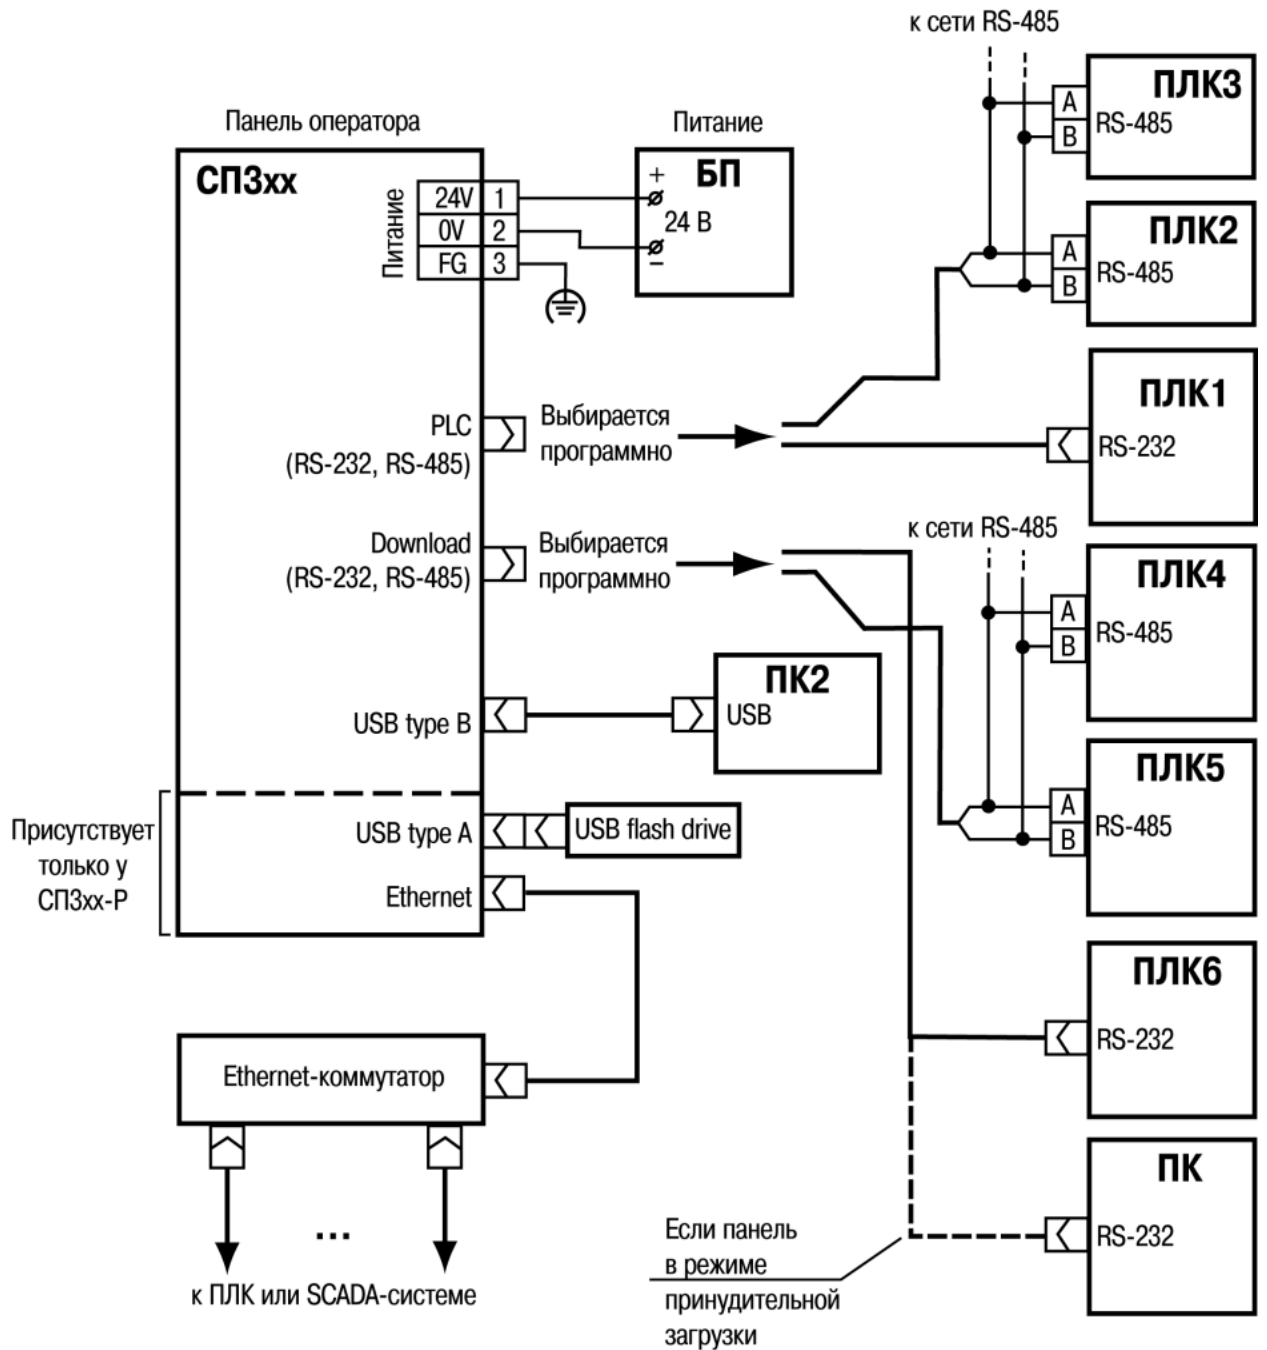 к сети RS-485
ПЛК3
A
RS-485
B
Панель оператора
Питание
СП3хх
Питание
24V 1
0V 2
FG 3
+
БП
24 В
–
ПЛК2
A
RS-485
B
ПЛК1
RS-232
PLC
(RS-232, RS-485)
Выбирается
программно
Download
(RS-232, RS-485)
Выбирается
программно
к сети RS-485
ПЛК4
A
RS-485
B
USB type B
ПК2
USB
ПЛК5
A
RS-485
B
Присутствует
только у
СП3хх-Р
USB type A
USB flash drive
Ethernet
ПЛК6
RS-232
Ethernet-коммутатор
...
к ПЛК или SCADA-системе
ПК
RS-232
Если панель
в режиме
принудительной
загрузки